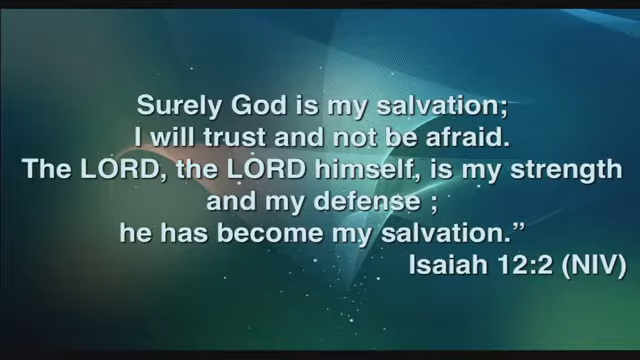 Surely God is my salvation;
I will trust and not be afraid.
The LORD, the LORD himself, is my strength
and my defense ;
he has become my salvation.”
Isaiah 12:2 (NIV)